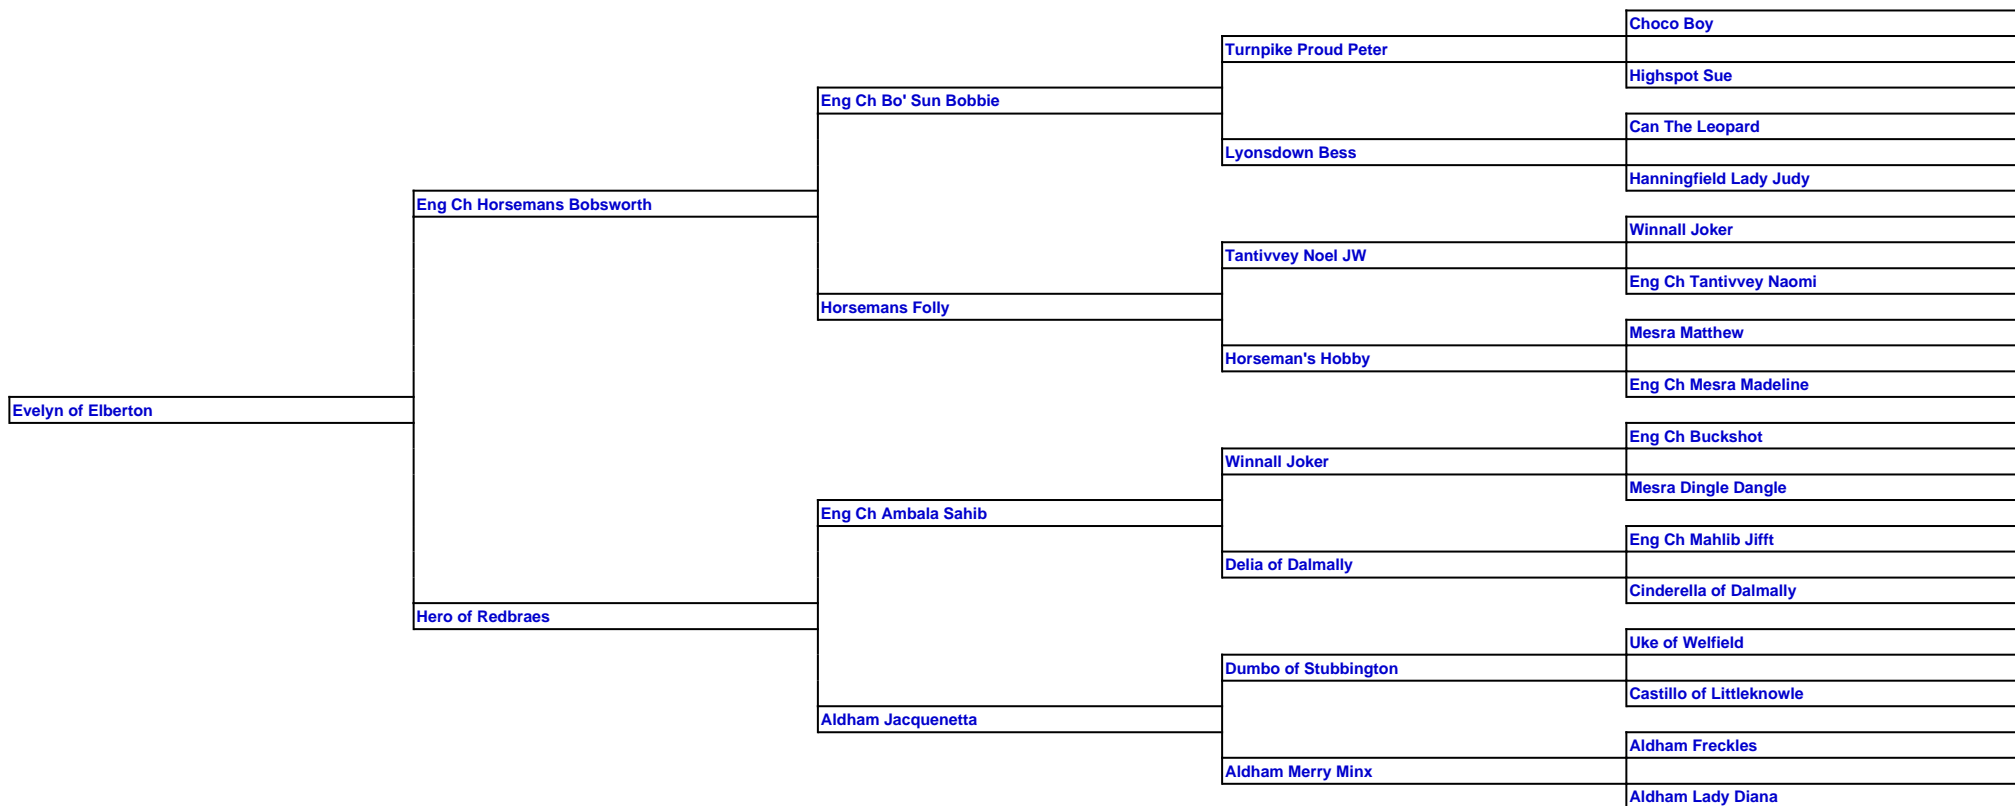 Choco Boy
Turnpike Proud Peter
Highspot Sue
Eng Ch Bo' Sun Bobbie
Can The Leopard
Lyonsdown Bess
Hanningfield Lady Judy
Eng Ch Horsemans Bobsworth
Winnall Joker
Tantivvey Noel JW
Eng Ch Tantivvey Naomi
Horsemans Folly
Mesra Matthew
Horseman's Hobby
Eng Ch Mesra Madeline
Evelyn of Elberton
Eng Ch Buckshot
Winnall Joker
Mesra Dingle Dangle
Eng Ch Ambala Sahib
Eng Ch Mahlib Jifft
Delia of Dalmally
Cinderella of Dalmally
Hero of Redbraes
Uke of Welfield
Dumbo of Stubbington
Castillo of Littleknowle
Aldham Jacquenetta
Aldham Freckles
Aldham Merry Minx
Aldham Lady Diana